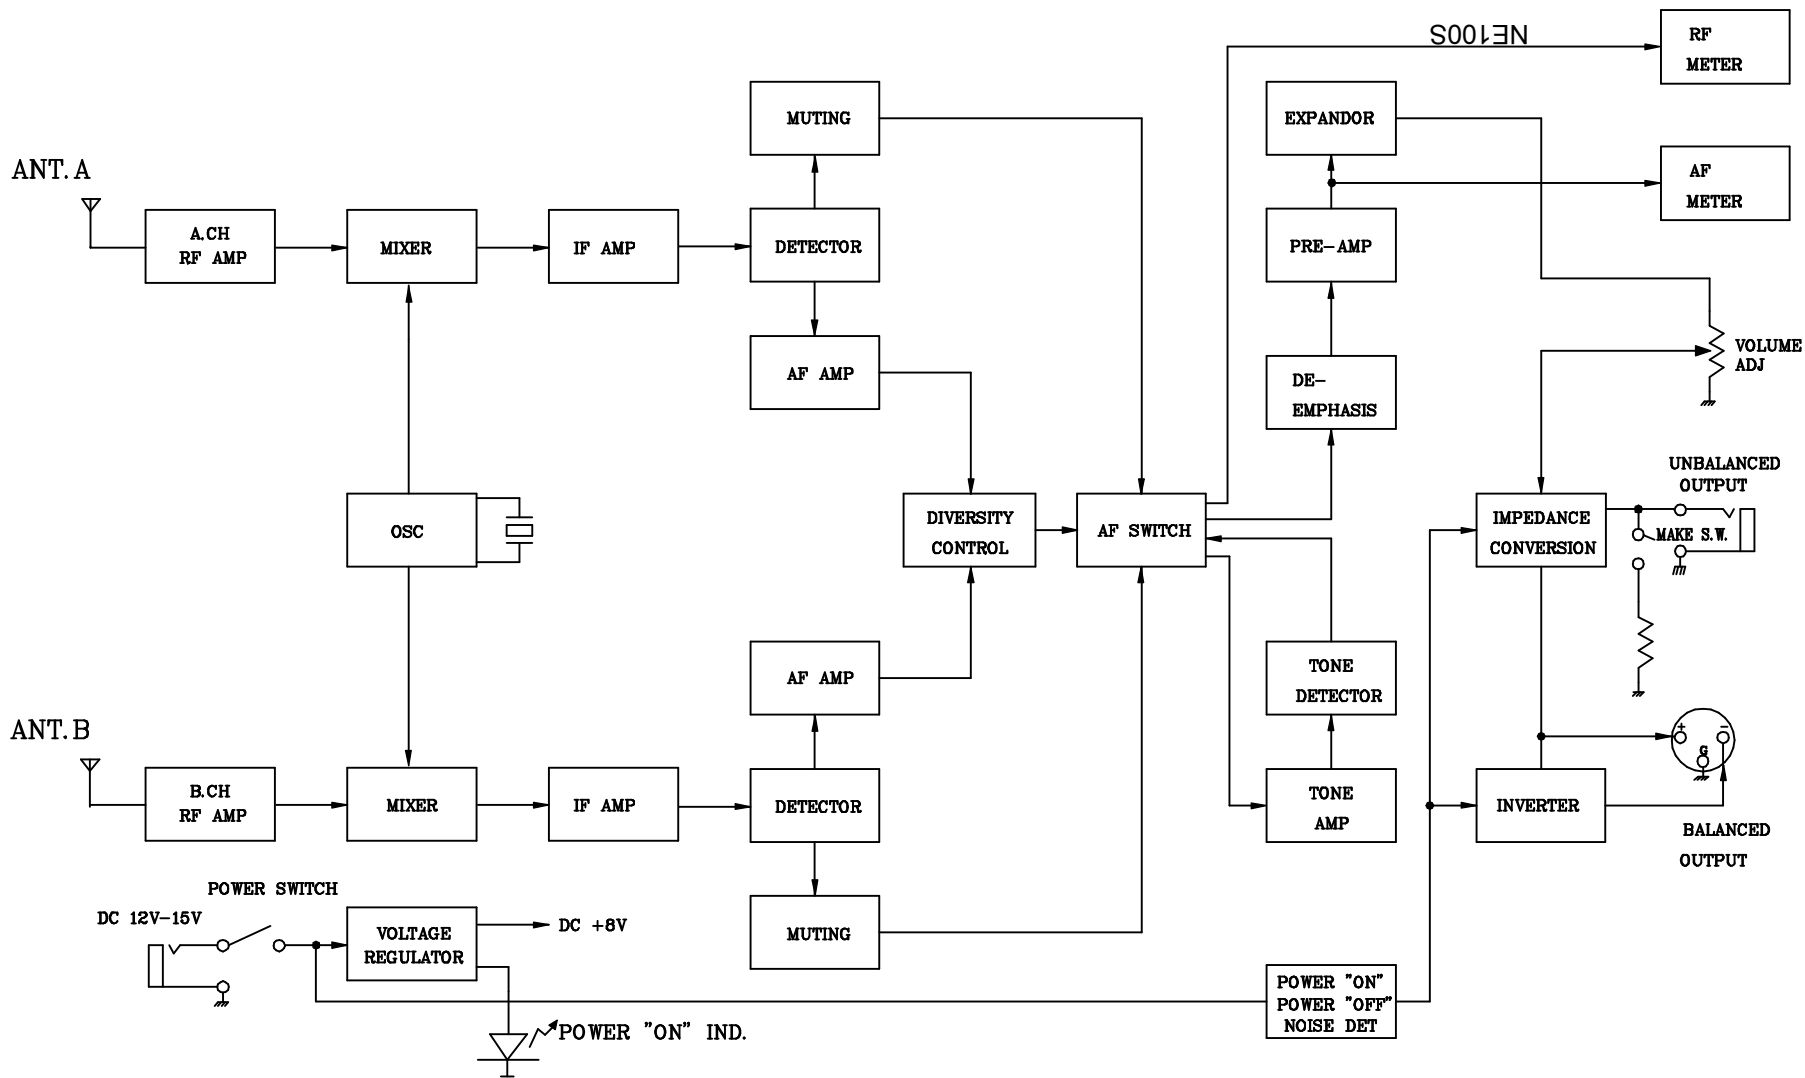 NE100S
RF
METER
MUTING
EXPANDOR
AF
METER
ANT. A
A.CH
RF AMP
MIXER
IF AMP
DETECTOR
PRE-AMP
VOLUME
ADJ
AF AMP
DE-
EMPHASIS
UNBALANCED
OUTPUT
OSC
DIVERSITY
CONTROL
AF SWITCH
IMPEDANCE
CONVERSION
MAKE S.W.
AF AMP
TONE
DETECTOR
ANT. B
+
-
G
B.CH
RF AMP
MIXER
IF AMP
DETECTOR
TONE
AMP
INVERTER
BALANCED
OUTPUT
POWER SWITCH
DC 12V-15V
VOLTAGE
REGULATOR
DC +8V
MUTING
POWER "ON"
POWER "OFF"
NOISE DET
POWER "ON" IND.